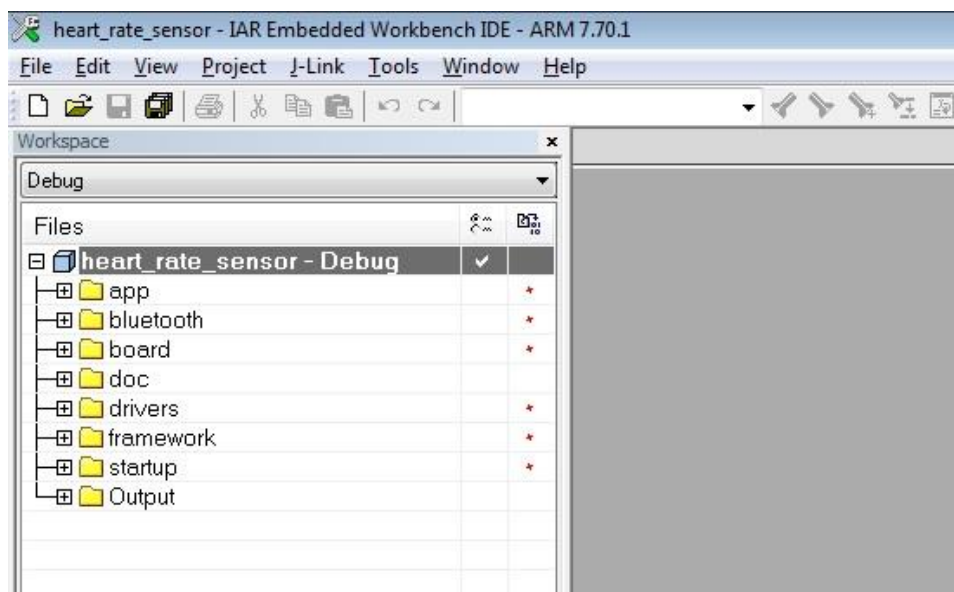 heart_rate_sensor - IAR Embedded Workbench IDE - ARM 7.70.1
File Edit View Project J-Link Tools Window Help
Workspace
Debug
Files
heart_rate_sensor - Debug
app
bluetooth
board
doc
drivers
framework
startup
Output